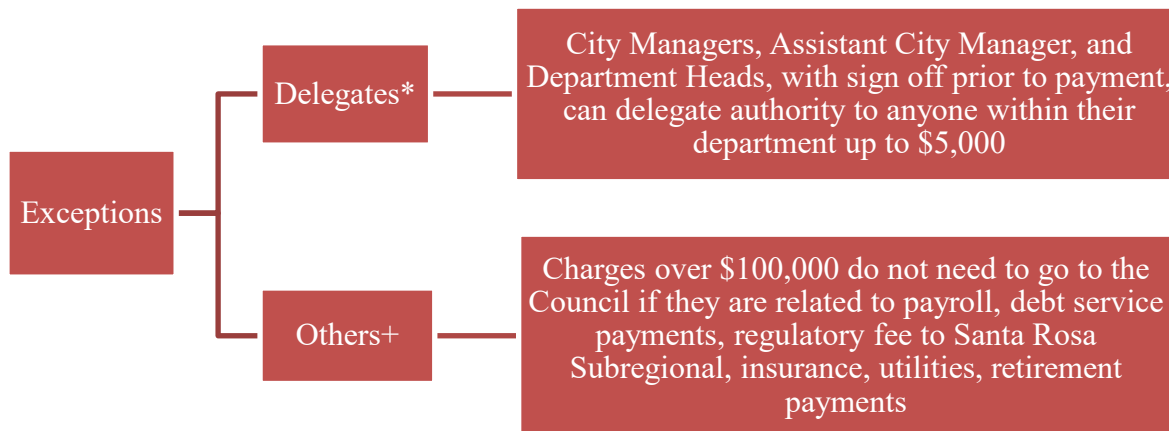 Exceptions
Delegates*
City Managers, Assistant City Manager, and
Department Heads, with sign off prior to payment,
can delegate authority to anyone within their
department up to $5,000
Others+
Charges over $100,000 do not need to go to the
Council if they are related to payroll, debt service
payments, regulatory fee to Santa Rosa
Subregional, insurance, utilities, retirement
payments